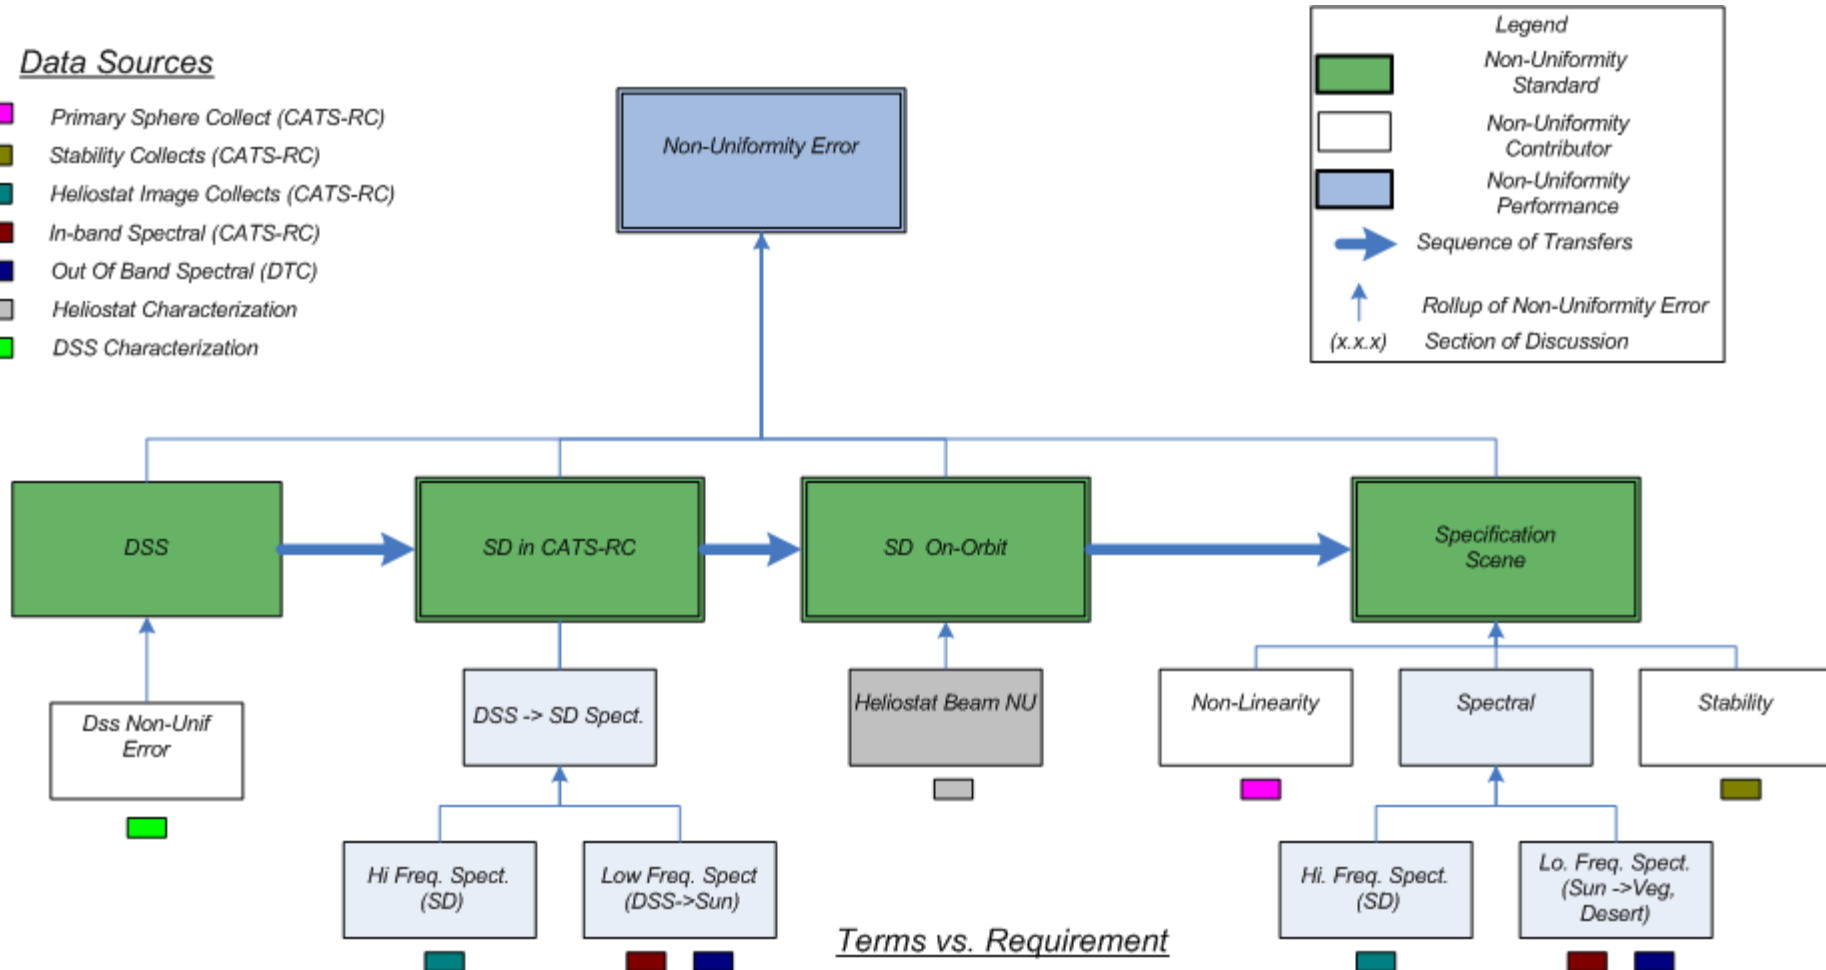 Data Sources
Primary Sphere Collect (CATS-RC)
Stability Collects (CATS-RC)
Heliostat Image Collects (CATS-RC)
In-band Spectral (CATS-RC)
Out Of Band Spectral (DTC)
Heliostat Characterization
DSS Characterization
Non-Uniformity Error
Legend
Non-Uniformity
Standard
Non-Uniformity
Contributor
Non-Uniformity
Performance
Sequence of Transfers
Rollup of Non-Uniformity Error
(x.x.x) Section of Discussion
DSS
SD in CATS-RC
SD On-Orbit
Specification
Scene
Dss Non-Unif
Error
DSS -> SD Spect.
Heliostat Beam NU
Non-Linearity
Spectral
Stability
Hi Freq. Spect.
(SD)
Low Freq. Spect
(DSS->Sun)
Hi. Freq. Spect.
(SD)
Lo. Freq. Spect.
(Sun ->Veg,
Desert)
Terms vs. Requirement